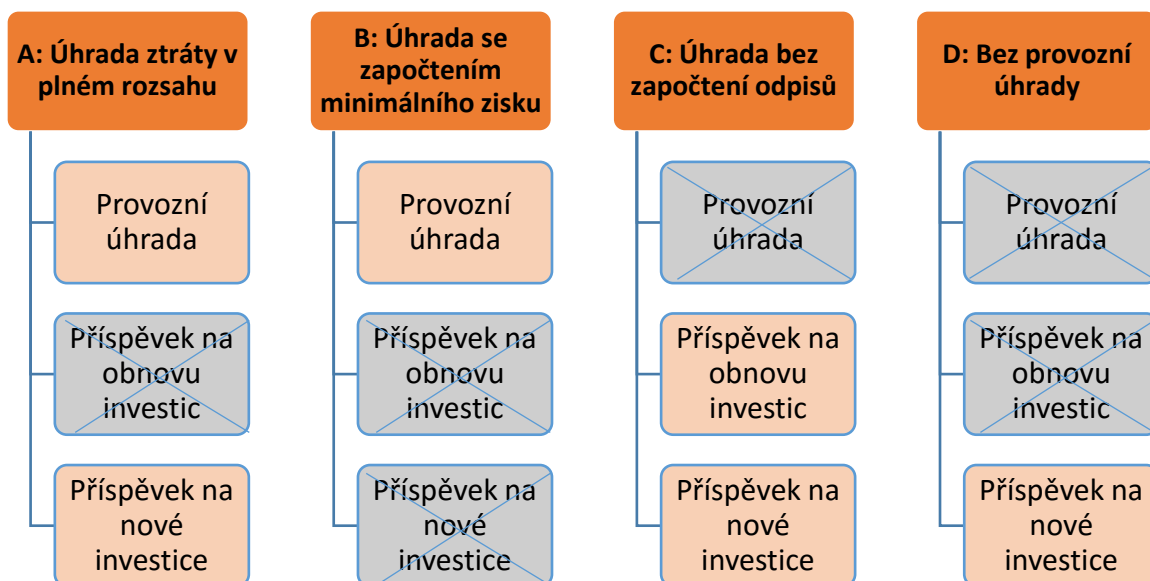 A: Úhrada ztráty v
plném rozsahu
Provozní
úhrada
Příspěvek na
obnovu
investic
Příspěvek na
nové
investice
B: Úhrada se
započtením
minimálního zisku
Provozní
úhrada
Příspěvek na
obnovu
investic
Příspěvek na
nové
investice
C: Úhrada bez
započtení odpisů
Provozní
úhrada
Příspěvek na
obnovu
investic
Příspěvek na
nové
investice
D: Bez provozní
úhrady
Provozní
úhrada
Příspěvek na
obnovu
investic
Příspěvek na
nové
investice